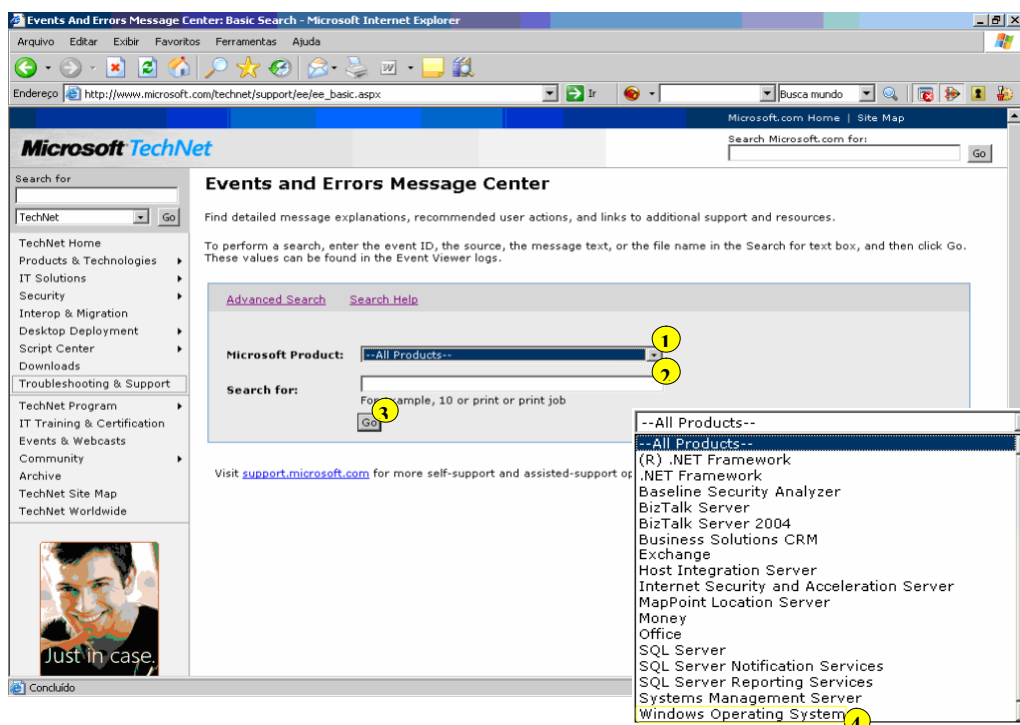 Events And Errors Message Center: Basic Search - Microsoft Internet Explorer
Arquivo Editar Exibir Favoritos Ferramentas Ajuda
Endereço http://www.microsoft.com/technet/support/ee/ee_basic.aspx Ir Busca mundo
Microsoft.com Home | Site Map
Microsoft TechNet
Search Microsoft.com for:
Go
Search for
TechNet Go
TechNet Home
Products & Technologies
IT Solutions
Security
Interop & Migration
Desktop Deployment
Script Center
Downloads
Troubleshooting & Support
TechNet Program
IT Training & Certification
Events & Webcasts
Community
Archive
TechNet Site Map
TechNet Worldwide
Just in case.
Events and Errors Message Center
Find detailed message explanations, recommended user actions, and links to additional support and resources.
To perform a search, enter the event ID, the source, the message text, or the file name in the Search for text box, and then click Go.
These values can be found in the Event Viewer logs.
Advanced Search Search Help
1
Microsoft Product: --All Products--
2
Search for:
For example, 10 or print or print job
3
Go
Visit support.microsoft.com for more self-support and assisted-support op
--All Products--
--All Products--
(R) .NET Framework
.NET Framework
Baseline Security Analyzer
BizTalk Server
BizTalk Server 2004
Business Solutions CRM
Exchange
Host Integration Server
Internet Security and Acceleration Server
MapPoint Location Server
Money
Office
SQL Server
SQL Server Notification Services
SQL Server Reporting Services
Systems Management Server
Windows Operating System
4
Concluído